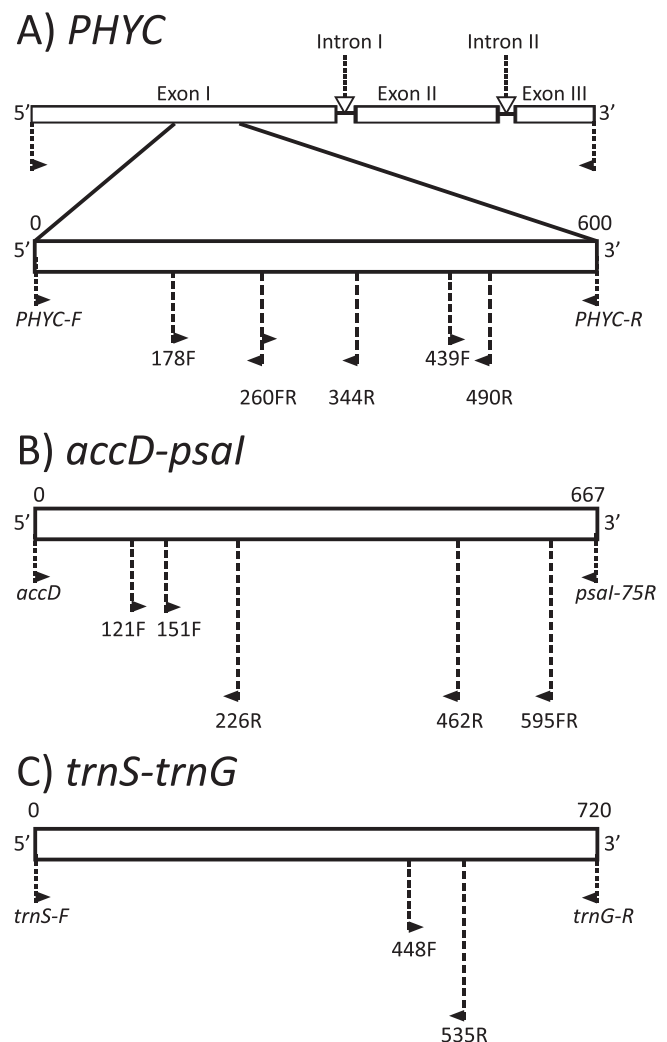 A) PHYC
Intron I Intron II
Exon I Exon II Exon III
5’ 3’
0 600
5’ 3’
PHYC-F PHYC-R
178F 439F
260FR 344R 490R
B) accD-psaI
0 667
5’ 3’
accD psaI-75R
121F 151F
226R 462R 595FR
C) trnS-trnG
0 720
5’ 3’
trnS-F trnG-R
448F
535R